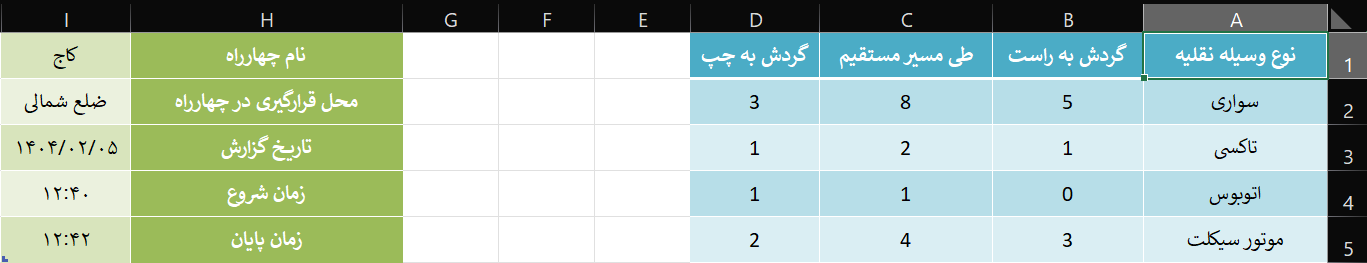 A B C D E F G H I
1 نوع وسیله نقلیه گردش به راست طی مسیر مستقیم گردش به چپ نام چهارراه کاج
2 سواری 5 8 3 محل قرارگیری در چهارراه ضلع شمالی
3 تاکسی 1 2 1 تاریخ گزارش ۱۴۰۴/۰۲/۰۵
4 اتوبوس 0 1 1 زمان شروع ۱۲:۴۰
5 موتور سیکلت 3 4 2 زمان پایان ۱۲:۴۲